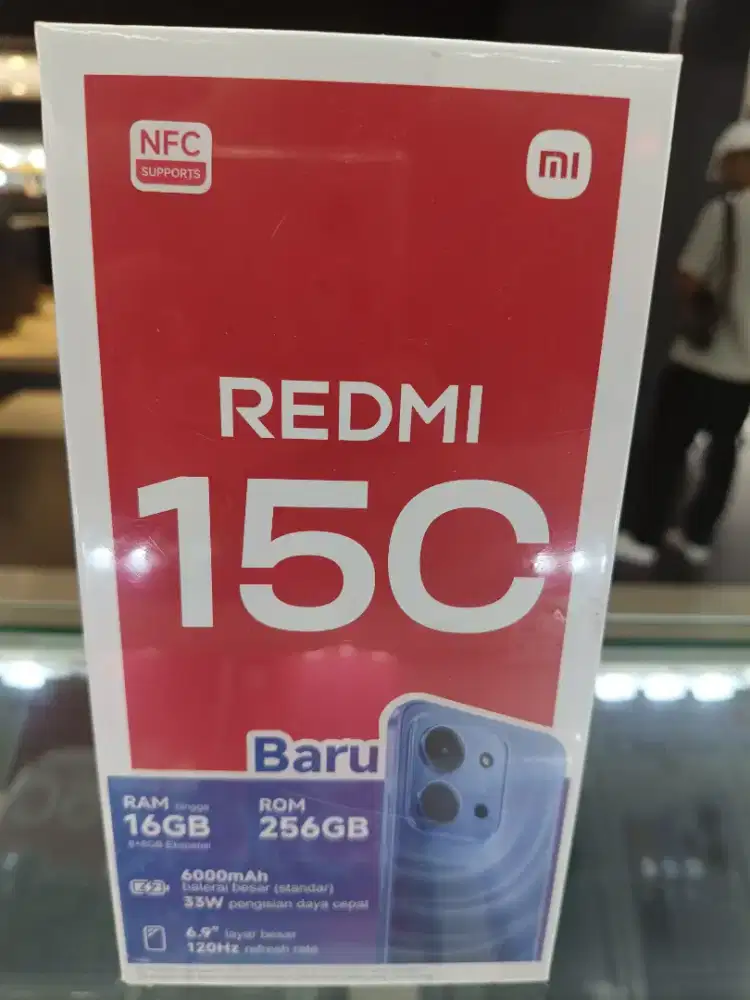 NFC
SUPPORTS
mi
REDMI
15C
Baru
RAM hingga
16GB
8+8GB Ekspansi
ROM
256GB
6000mAh
baterai besar (standar)
33W pengisian daya cepat
6.9" layar besar
120Hz refresh rate